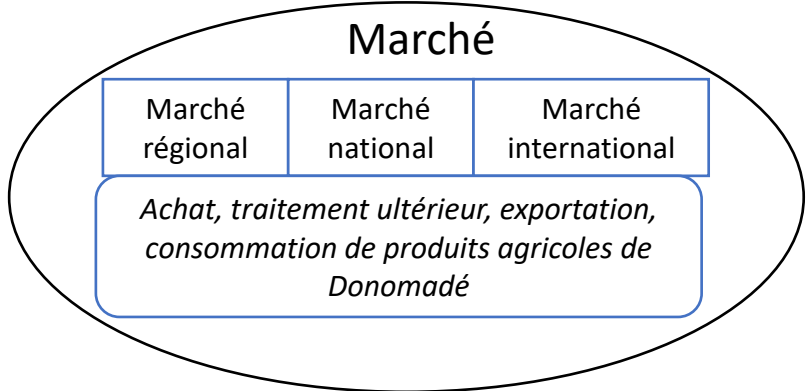 Marché
Marché régional
Marché national
Marché international
Achat, traitement ultérieur, exportation,
consommation de produits agricoles de
Donomadé